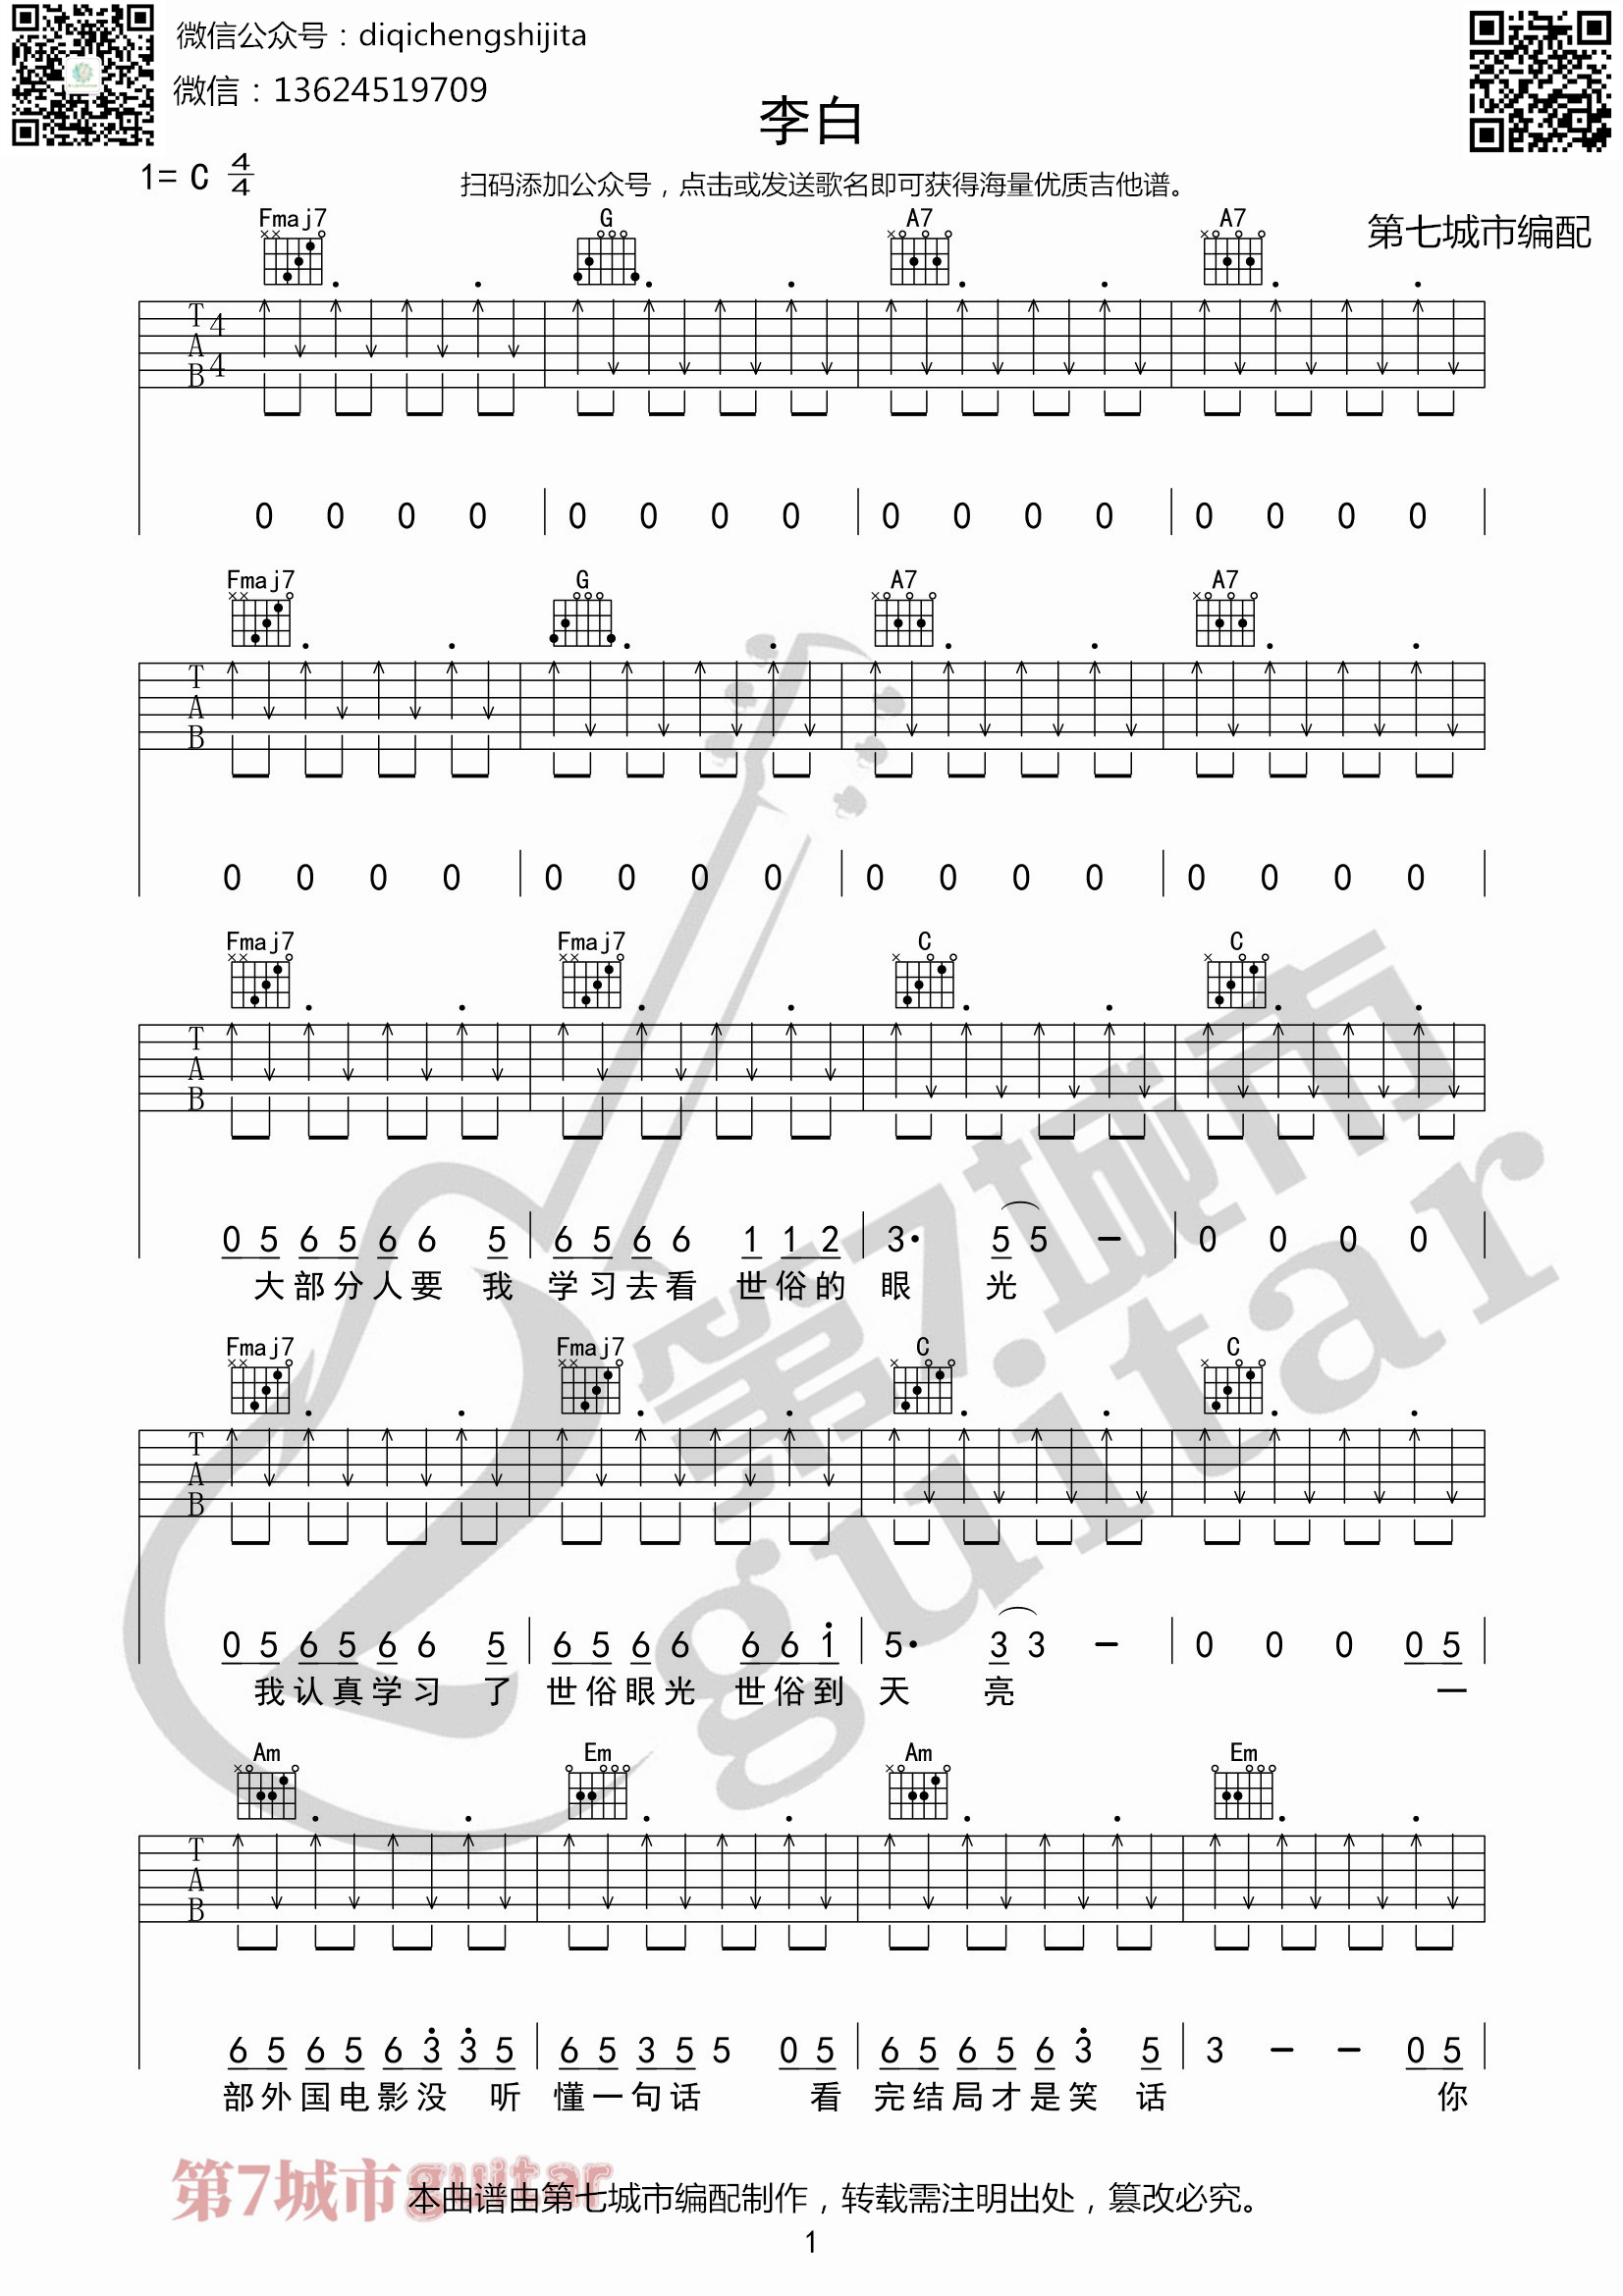 微信公众号：diqichengshijita
微信：13624519709
李白
1= C 4/4
扫码添加公众号，点击或发送歌名即可获得海量优质吉他谱。
第七城市编配
Fmaj7 G A7 A7
T A B 4 4
0 0 0 0 | 0 0 0 0 | 0 0 0 0 | 0 0 0 0 |
Fmaj7 G A7 A7
T A B
0 0 0 0 | 0 0 0 0 | 0 0 0 0 | 0 0 0 0 |
Fmaj7 Fmaj7 C C
T A B
0 5 6 5 6 6 5 | 6 5 6 6 1 1 2 | 3· 5 5 − | 0 0 0 0 |
大部分人要 我 学习去看 世俗的 眼 光
Fmaj7 Fmaj7 C C
T A B
0 5 6 5 6 6 5 | 6 5 6 6 6 6 1̇ | 5· 3 3 − | 0 0 0 0 5 |
我认真学习 了 世俗眼光 世俗到 天 亮 一
Am Em Am Em
T A B
6 5 6 5 6 3̇ 3̇ 5 | 6 5 3 5 5 0 5 | 6 5 6 5 6 3̇ 5 | 3 − − 0 5 |
部外国电影没 听 懂一句话 看 完结局才是笑 话 你
第7城市guitar
本曲谱由第七城市编配制作，转载需注明出处，篡改必究。
1
第7城市
guitar